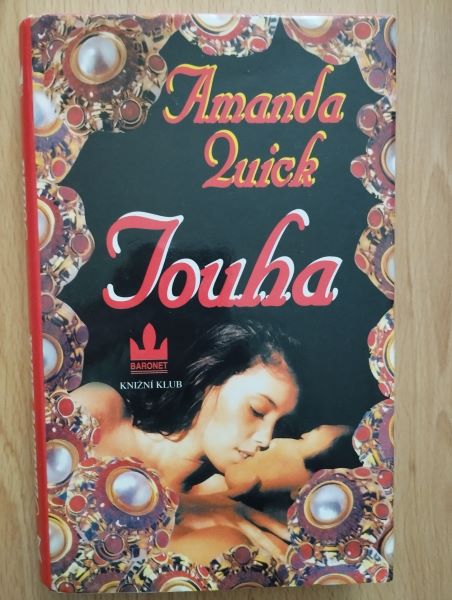 Amanda
Quick
Touha
BARONET
KNIŽNÍ KLUB